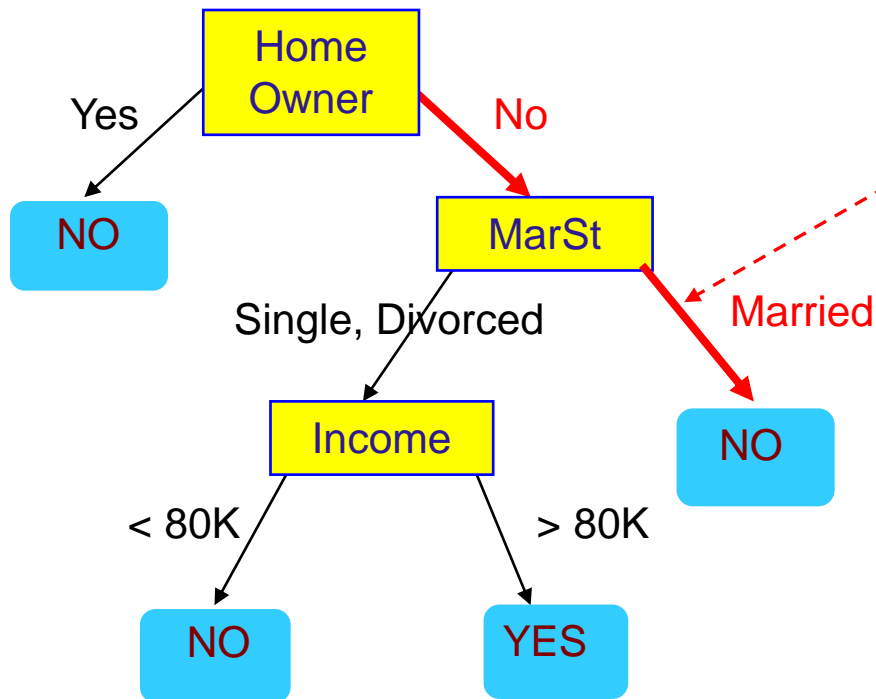 Home
Owner
Yes
No
NO
MarSt
Single, Divorced
Married
Income
NO
< 80K
> 80K
NO
YES